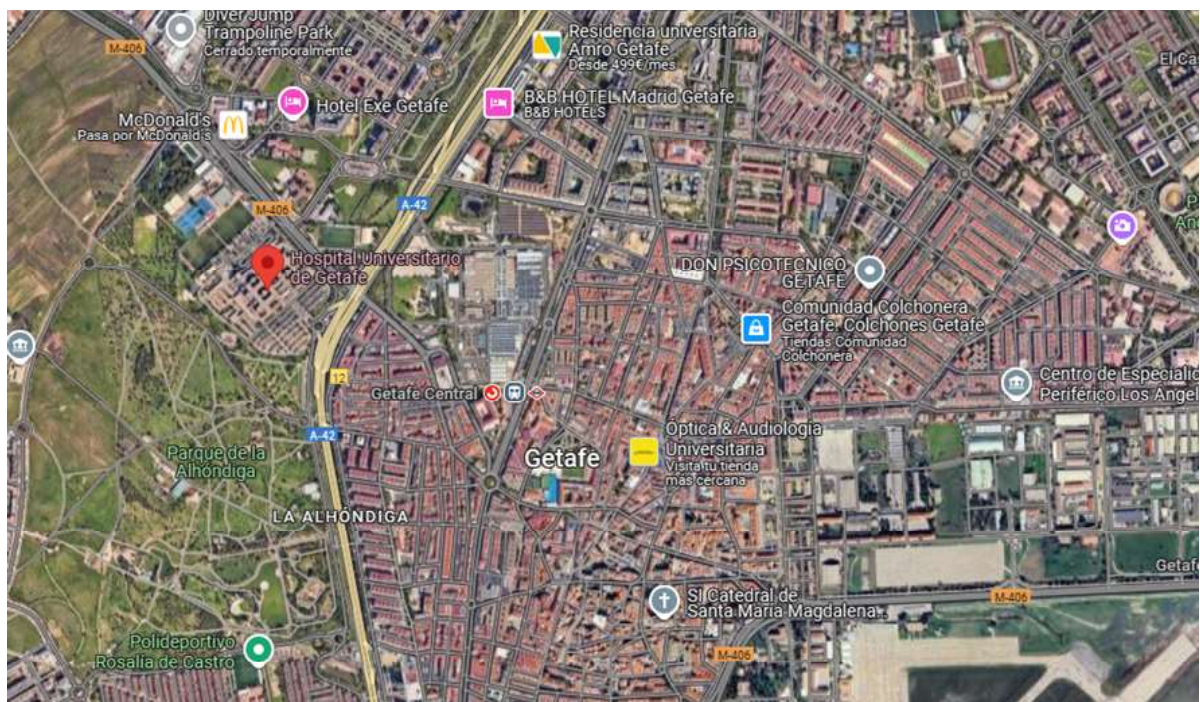 Diver Jump
Trampoline Park
Cerrado temporalmente
M-406
Residencia universitaria
Amro Getafe
Desde 499€/mes
El Ca
Hotel Exe Getafe
B&B HOTEL Madrid Getafe
B&B HOTELS
McDonald's
Pasa por McDonald's
M-406
A-42
Hospital Universitario
de Getafe
DON PSICOTECNICO
GETAFE
Comunidad Colchonera
Getafe: Colchones Getafe
Tiendas Comunidad
Colchonera
12
Getafe Central
Centro de Especialid
Periférico Los Angel
A-42
Parque de la
Alhóndiga
Getafe
Óptica & Audiología
Universitaria
Visita tu tienda
más cercana
LA ALHÓNDIGA
Getafe
SI Catedral de
Santa María Magdalena...
M-406
Polideportivo
Rosalía de Castro
M-406